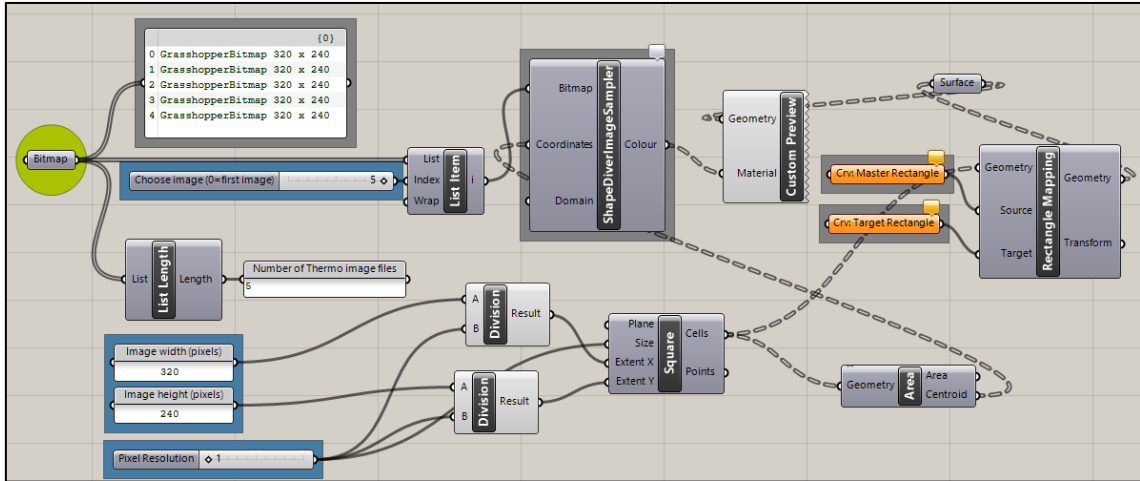 {0}
0 GrasshopperBitmap 320 x 240
1 GrasshopperBitmap 320 x 240
2 GrasshopperBitmap 320 x 240
3 GrasshopperBitmap 320 x 240
4 GrasshopperBitmap 320 x 240
Bitmap
Choose image (0=first image) 5
List
Index
Wrap
List Item
i
Bitmap
Coordinates
Domain
ShapeDiverImageSampler
Colour
Geometry
Material
Custom Preview
Surface
Crv: Master Rectangle
Crv: Target Rectangle
Geometry
Source
Target
Rectangle Mapping
Geometry
Transform
List
List Length
Length
Number of Thermo image files
5
Image width (pixels)
320
Image height (pixels)
240
Pixel Resolution 1
A
B
Division
Result
A
B
Division
Result
Plane
Size
Extent X
Extent Y
Square
Cells
Points
Geometry
Area
Area
Centroid